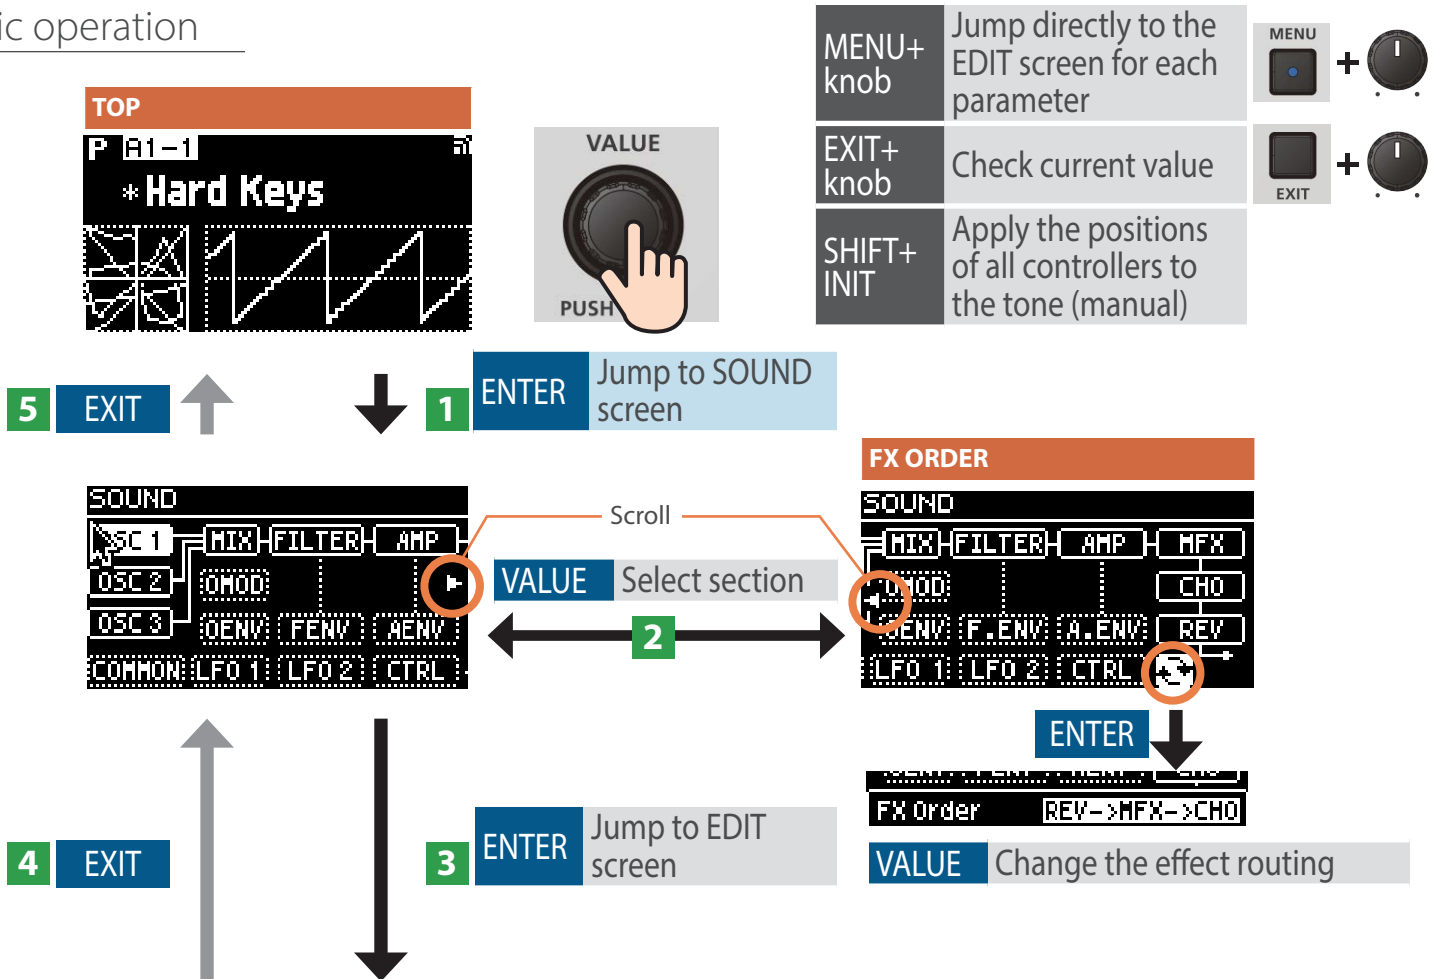 ic operation
MENU+
knob
Jump directly to the
EDIT screen for each
parameter
MENU
+
EXIT+
knob
Check current value
EXIT
+
SHIFT+
INIT
Apply the positions
of all controllers to
the tone (manual)
TOP
P A1-1
*Hard Keys
VALUE
PUSH
5 EXIT
1 ENTER
Jump to SOUND
screen
SOUND
OSC 1 MIX FILTER AMP
OSC 2 OMOD
OSC 3 OENV FENV AENV
COMMON LFO 1 LFO 2 CTRL
Scroll
VALUE Select section
2
FX ORDER
SOUND
MIX FILTER AMP MFX
OMOD CHO
OENV F.ENV A.ENV REV
LFO 1 LFO 2 CTRL
ENTER
FX Order REV->MFX->CHO
VALUE Change the effect routing
4 EXIT
3 ENTER
Jump to EDIT
screen